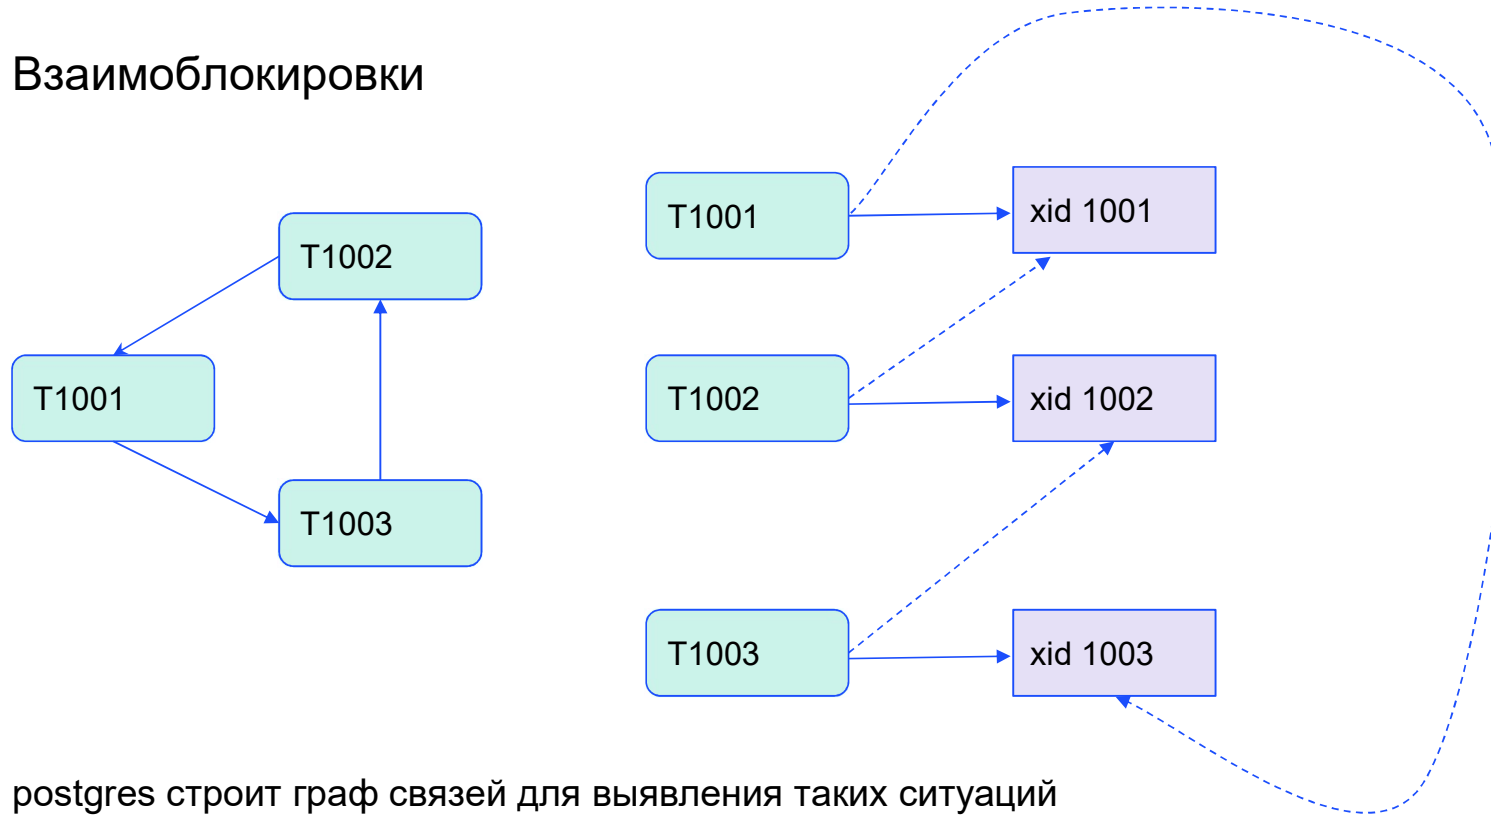 Взаимоблокировки
T1002
T1001
T1003
T1001
xid 1001
T1002
xid 1002
T1003
xid 1003
postgres строит граф связей для выявления таких ситуаций